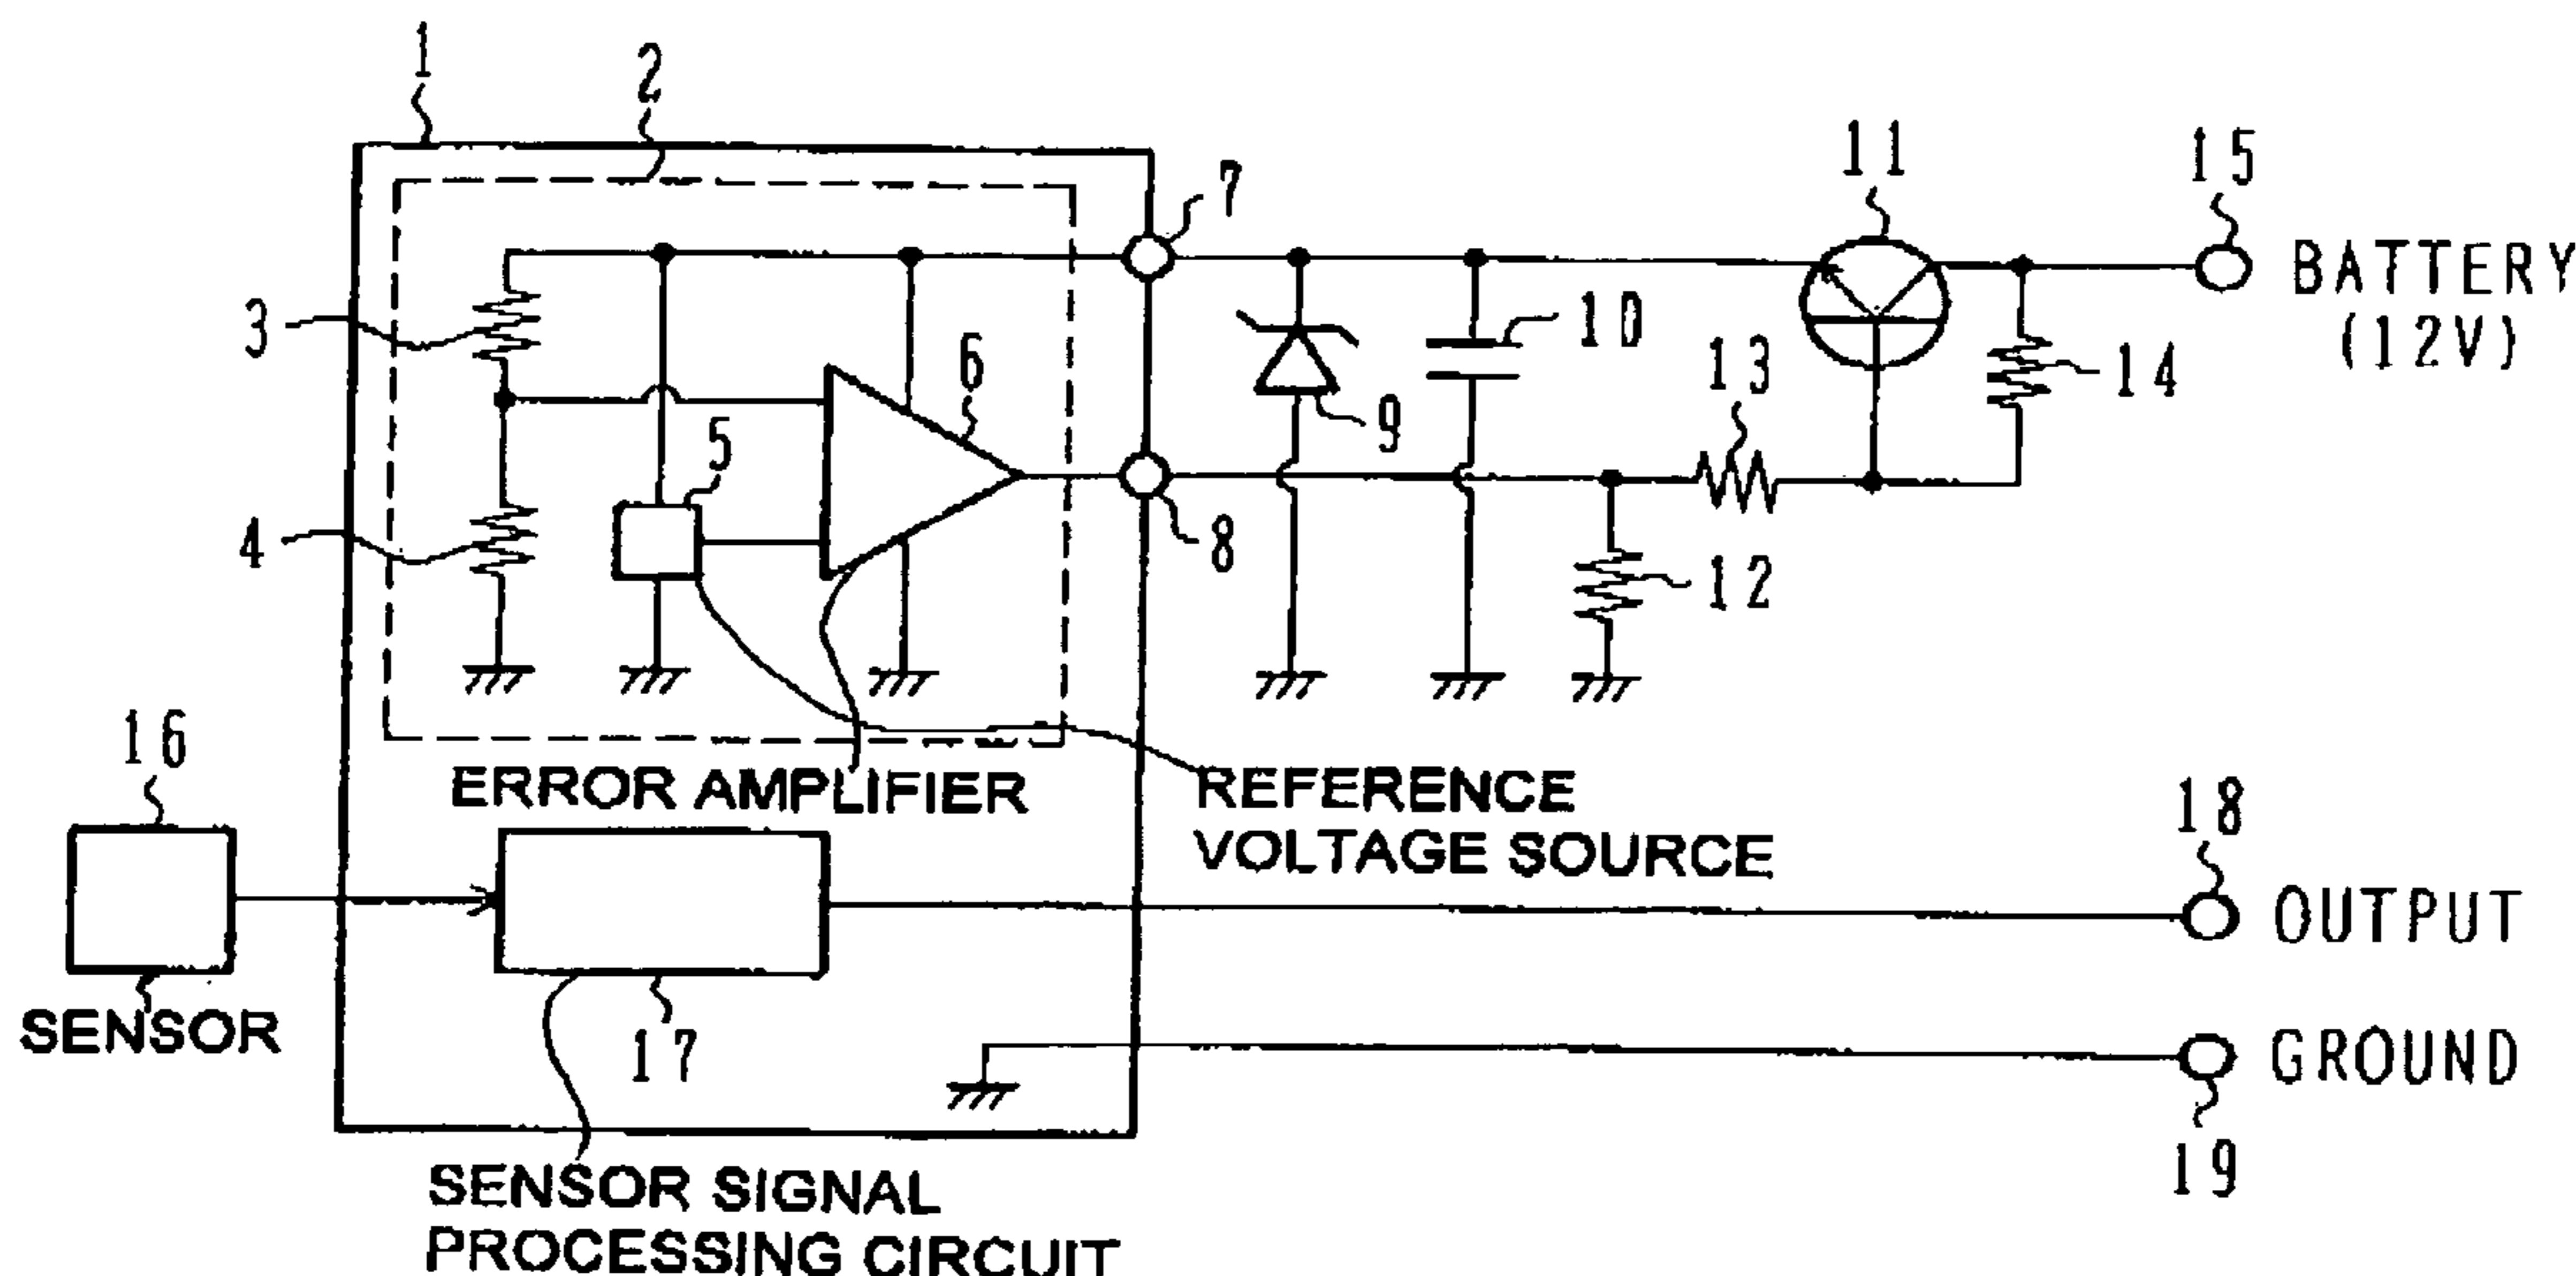 1
2
7
11
15
BATTERY
(12V)
3
6
10
13
14
5
9
4
8
12
16
ERROR AMPLIFIER
REFERENCE
VOLTAGE SOURCE
18
OUTPUT
SENSOR
17
GROUND
19
SENSOR SIGNAL
PROCESSING CIRCUIT